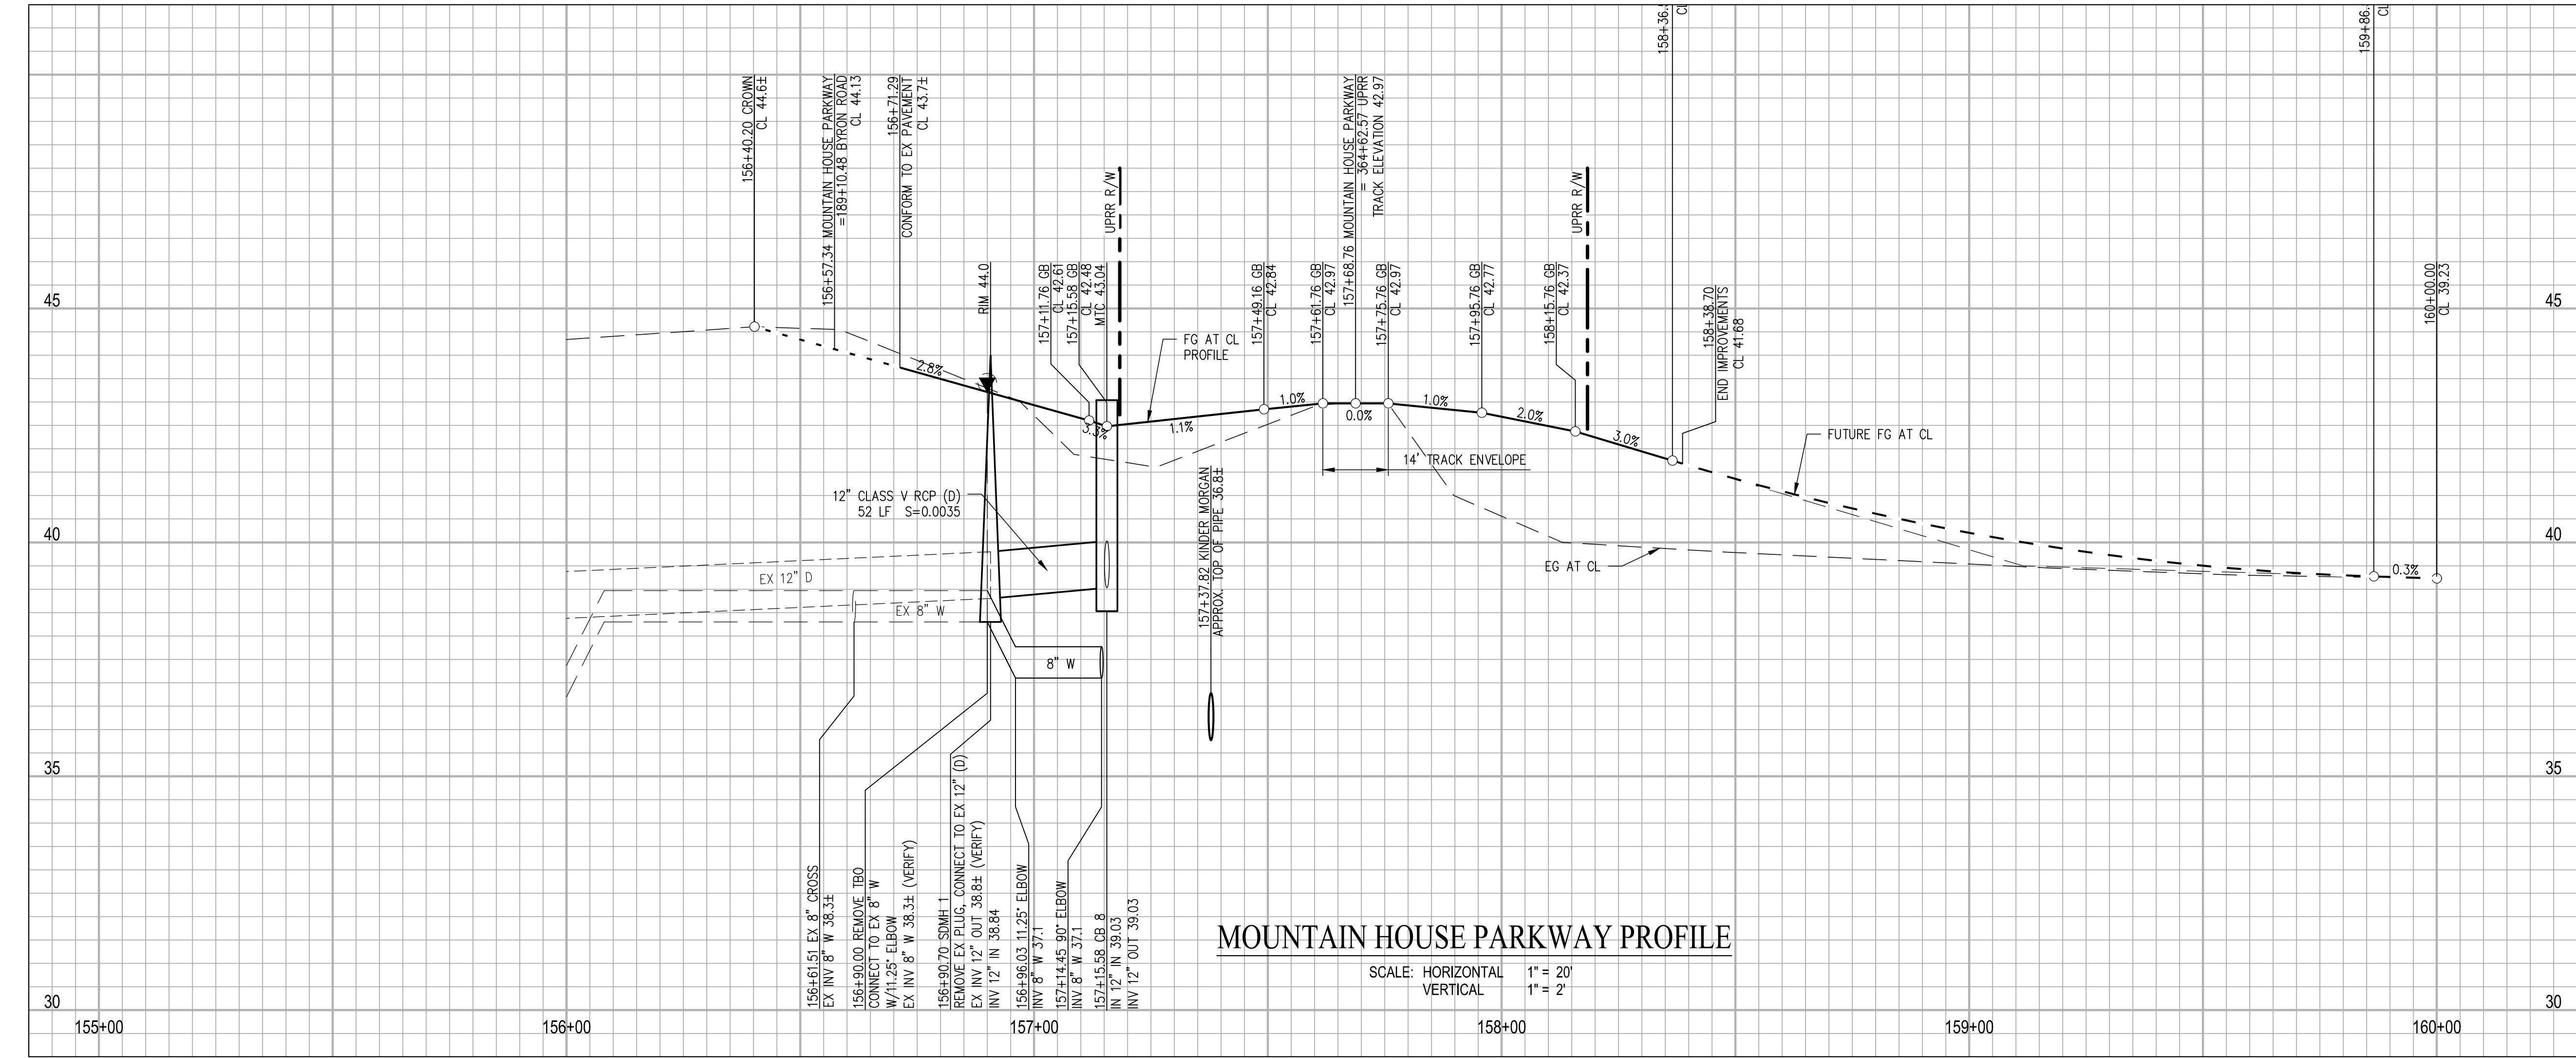 158+36.
CL
159+86.
CL
156+40.20 CROWN
CL 44.6±
156+57.34 MOUNTAIN HOUSE PARKWAY
=189+10.48 BYRON ROAD
CL 44.13
156+71.29
CONFORM TO EX PAVEMENT
CL 43.7±
RIM 44.0
157+11.76 GB
CL 42.61
157+15.58 GB
CL 42.48
MTC 43.04
UPRR R/W
157+49.16 GB
CL 42.84
157+61.76 GB
CL 42.97
157+68.76 MOUNTAIN HOUSE PARKWAY
= 364+62.57 UPRR
TRACK ELEVATION 42.97
157+75.76 GB
CL 42.97
157+95.76 GB
CL 42.77
158+15.76 GB
CL 42.37
UPRR R/W
158+38.70
END IMPROVEMENTS
CL 41.68
160+00.00
CL 39.23
45
45
FG AT CL
PROFILE
2.8%
3.3%
1.1%
1.0%
0.0%
1.0%
2.0%
3.0%
0.3%
14' TRACK ENVELOPE
FUTURE FG AT CL
EG AT CL
12" CLASS V RCP (D)
52 LF S=0.0035
40
40
EX 12" D
EX 8" W
8" W
157+37.82 KINDER MORGAN
APPROX. TOP OF PIPE 36.8±
35
35
156+61.51 EX 8" CROSS
EX INV 8" W 38.3±
156+90.00 REMOVE TBO
CONNECT TO EX 8" W
W/11.25° ELBOW
EX INV 8" W 38.3± (VERIFY)
156+90.70 SDMH 1
REMOVE EX PLUG, CONNECT TO EX 12" (D)
EX INV 12" OUT 38.8± (VERIFY)
INV 12" IN 38.84
156+96.03 11.25° ELBOW
INV 8" W 37.1
157+14.45 90° ELBOW
INV 8" W 37.1
157+15.58 CB 8
IN 12" IN 39.03
INV 12" OUT 39.03
MOUNTAIN HOUSE PARKWAY PROFILE
SCALE: HORIZONTAL 1" = 20'
VERTICAL 1" = 2'
30
30
155+00
156+00
157+00
158+00
159+00
160+00